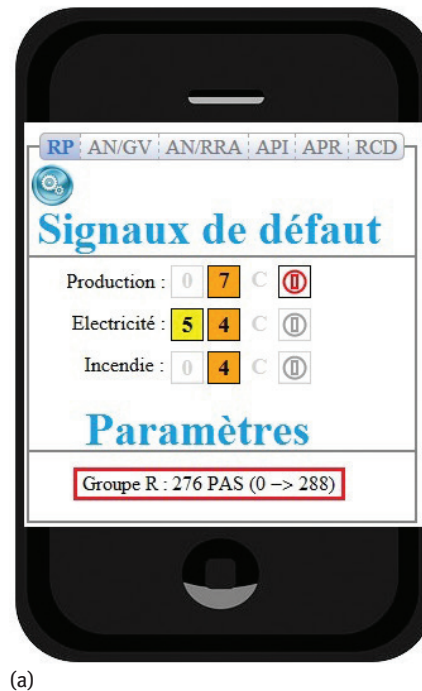 RP AN/GV AN/RRA API APR RCD
Signaux de défaut
Production : 0 7 C
Electricité : 5 4 C
Incendie : 0 4 C
Paramètres
Groupe R : 276 PAS (0 −> 288)
(a)